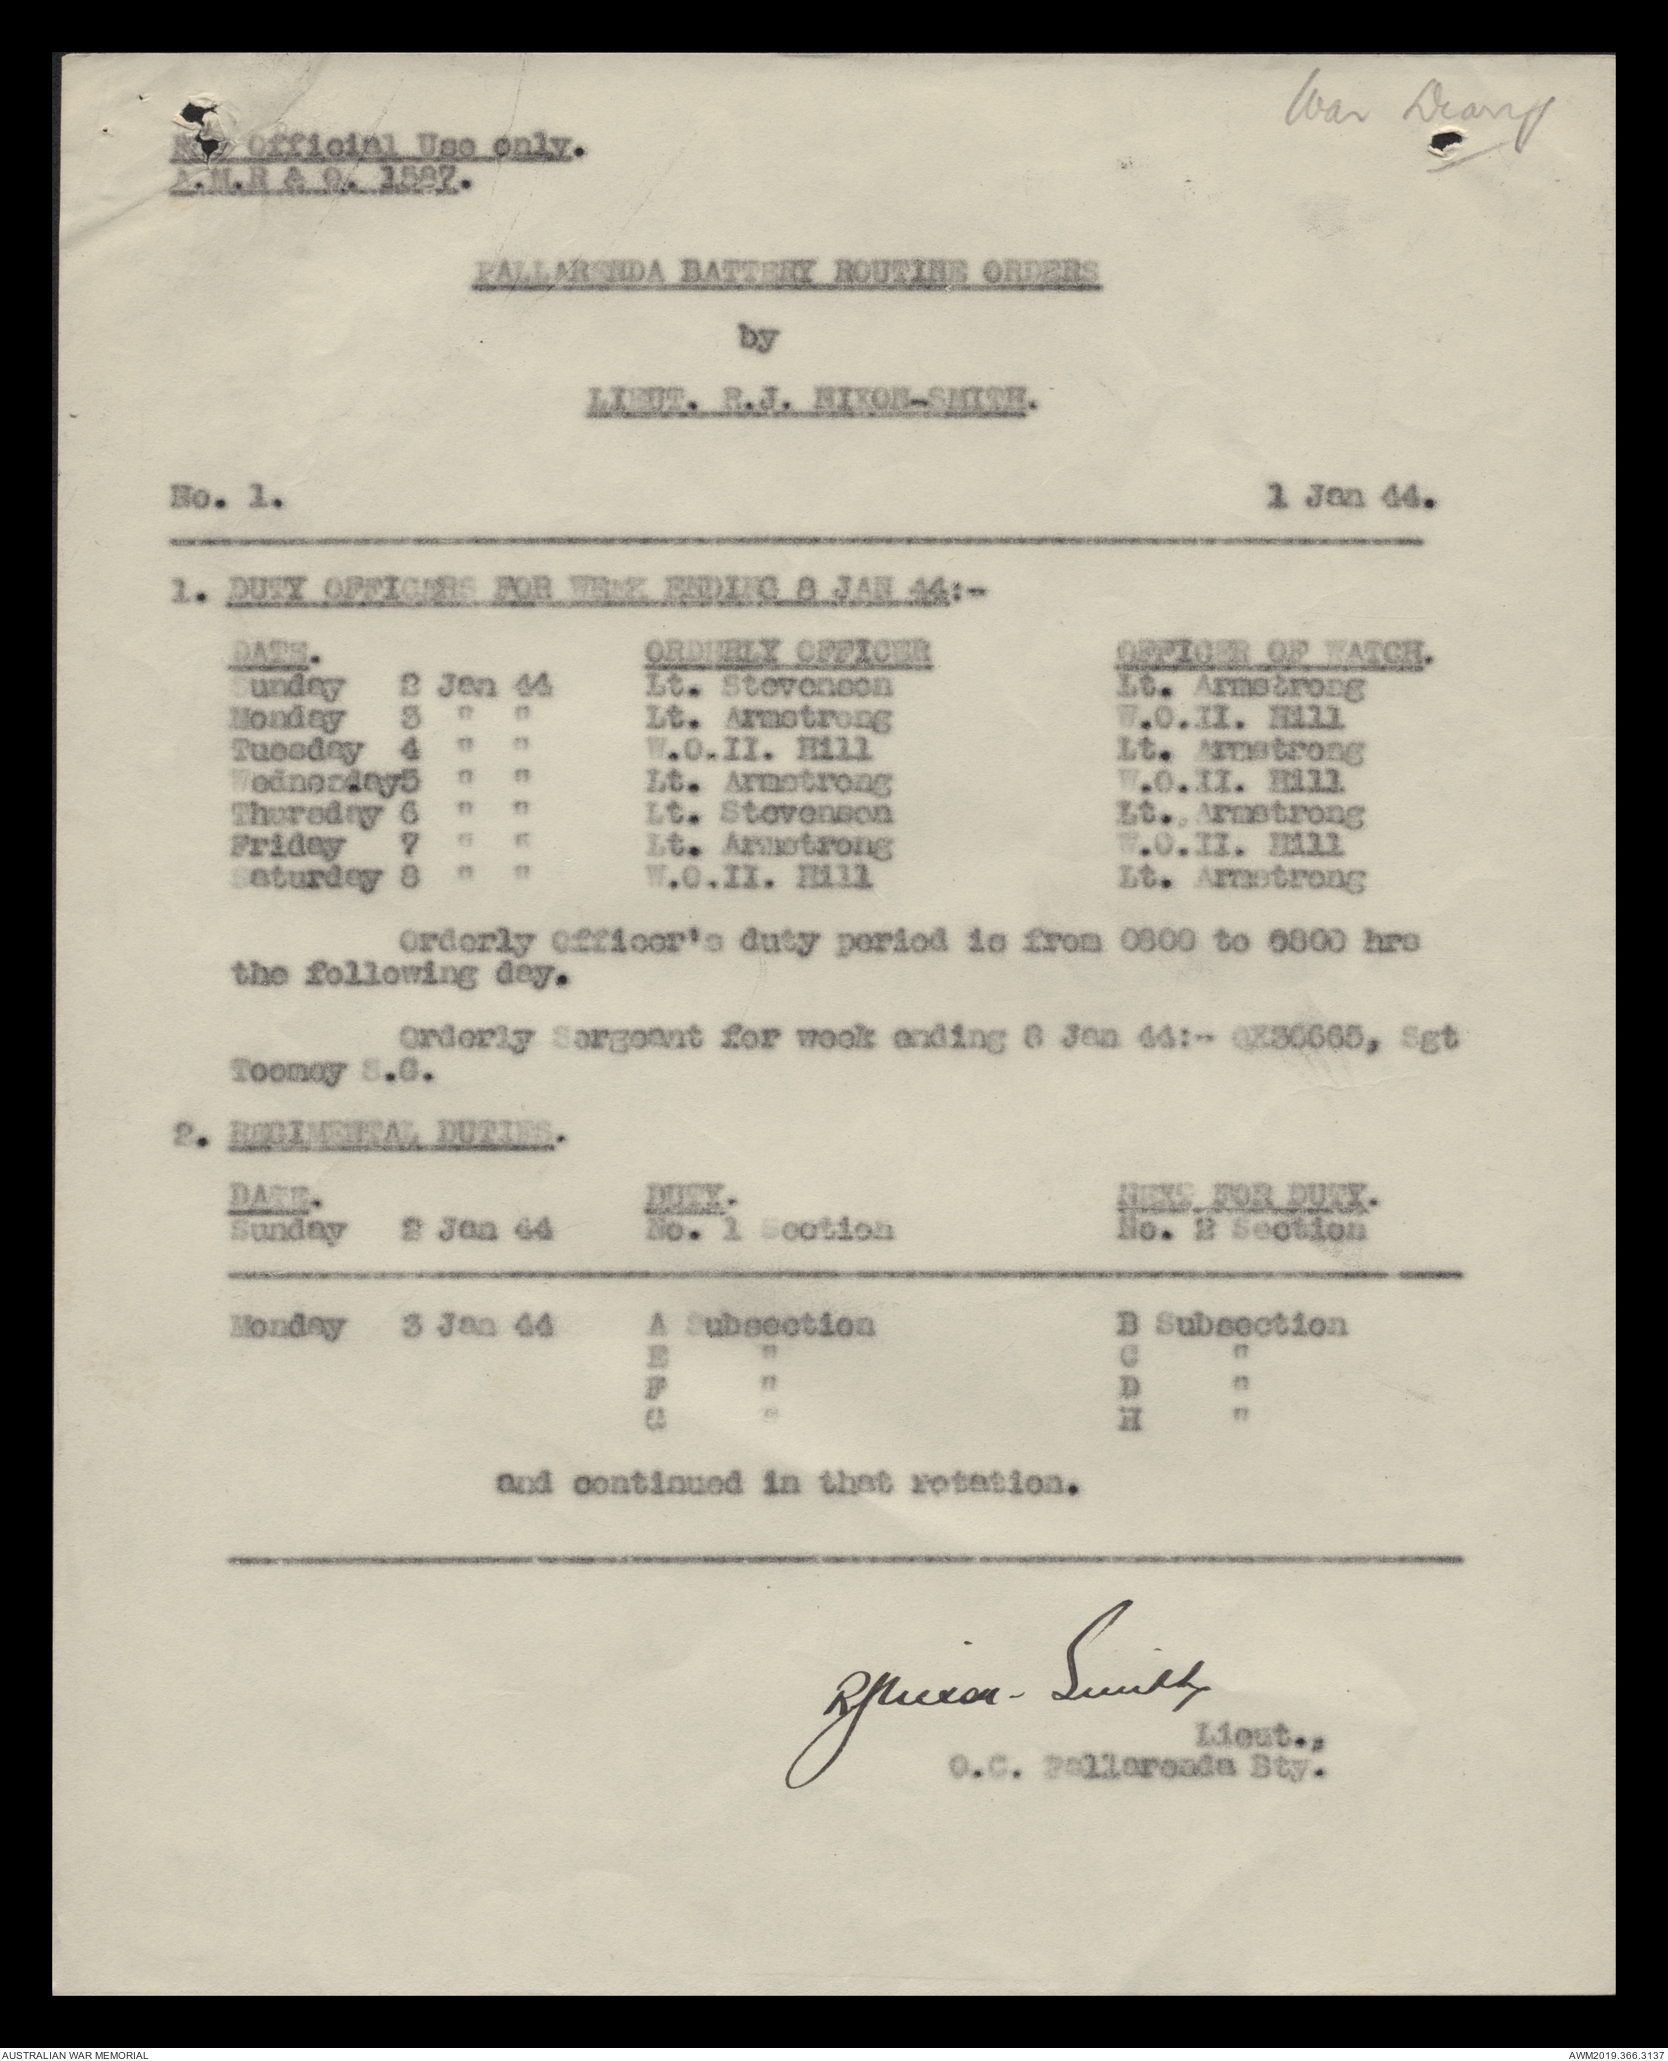 War Diary
For Official Use only.
A.M.R & O. 1587.
PALLARENDA BATTERY ROUTINE ORDERS
by
LIEUT. R.J. NIXON-SMITH.
No. 1. 1 Jan 44.
1. DUTY OFFICERS FOR WEEK ENDING 8 JAN 44:-
DATE. ORDERLY OFFICER OFFICER OF WATCH.
Sunday 2 Jan 44 Lt. Stevenson Lt. Armstrong
Monday 3 " " Lt. Armstrong W.O.II. Hill
Tuesday 4 " " W.O.II. Hill Lt. Armstrong
Wednesday5 " " Lt. Armstrong W.O.II. Hill
Thursday 6 " " Lt. Stevenson Lt. Armstrong
Friday 7 " " Lt. Armstrong W.O.II. Hill
Saturday 8 " " W.O.II. Hill Lt. Armstrong
Orderly Officer's duty period is from 0800 to 0800 hrs
the following day.
Orderly Sergeant for week ending 8 Jan 44:- QX36665, Sgt
Toomey S.G.
2. REGIMENTAL DUTIES.
DATE. DUTY. NEXT FOR DUTY.
Sunday 2 Jan 44 No. 1 Section No. 2 Section
Monday 3 Jan 44 A Subsection B Subsection
E " C "
F " D "
G " H "
and continued in that rotation.
RJNixon-Smith
Lieut.,
O.C. Pallarenda Bty.
AUSTRALIAN WAR MEMORIAL AWM2019.366.3137